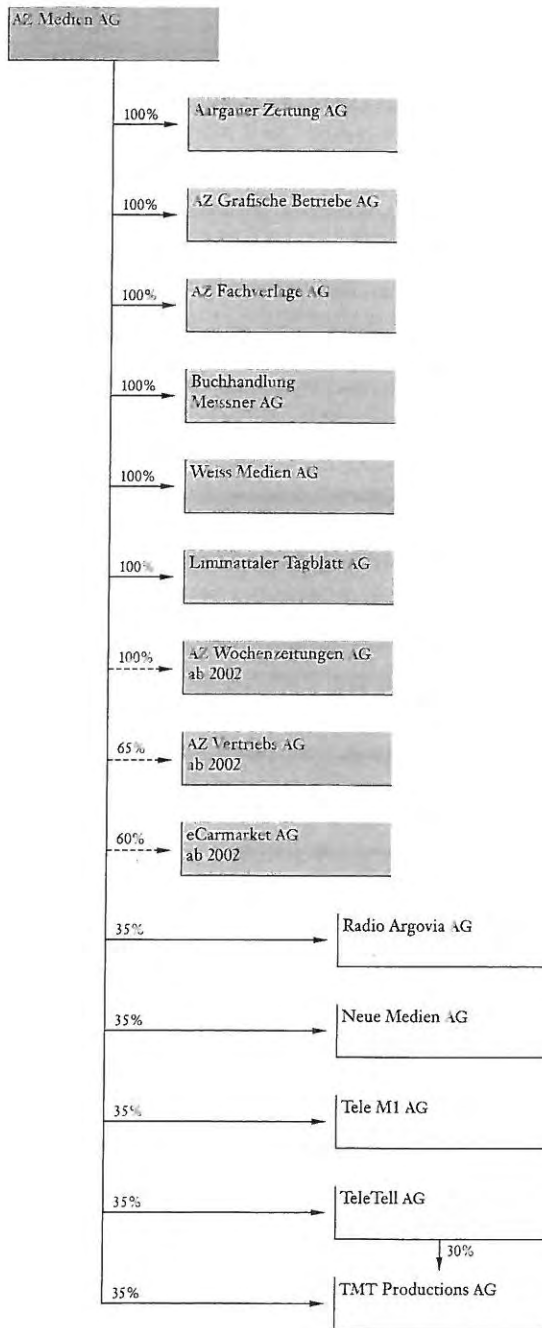 AZ Medien AG
100%
Aargauer Zeitung AG
100%
AZ Grafische Betriebe AG
100%
AZ Fachverlage AG
100%
Buchhandlung
Meissner AG
100%
Weiss Medien AG
100%
Limmattaler Tagblatt AG
100%
AZ Wochenzeitungen AG
ab 2002
65%
AZ Vertriebs AG
ab 2002
60%
eCarmarket AG
ab 2002
35%
Radio Argovia AG
35%
Neue Medien AG
35%
Tele M1 AG
35%
TeleTell AG
30%
35%
TMT Productions AG